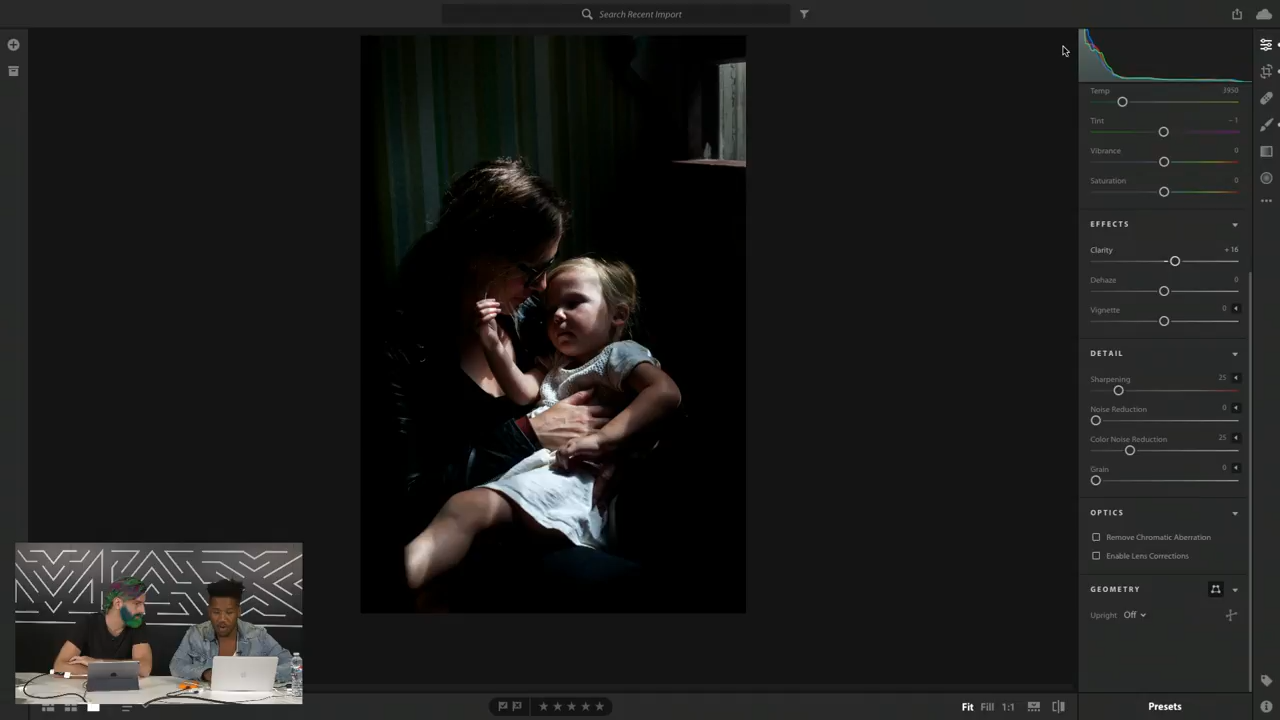 Search Recent Import
Temp 3950
Tint - 1
Vibrance 0
Saturation 0
EFFECTS
Clarity + 16
Dehaze 0
Vignette 0
DETAIL
Sharpening 25
Noise Reduction 0
Color Noise Reduction 25
Grain 0
OPTICS
Remove Chromatic Aberration
Enable Lens Corrections
GEOMETRY
Upright Off
Fit Fill 1:1 Presets